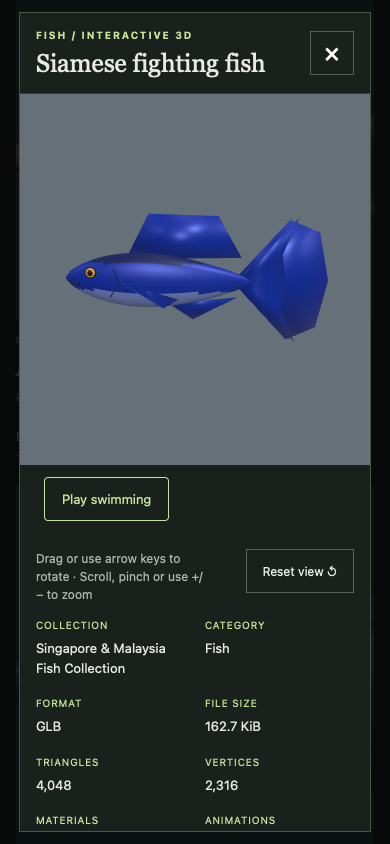 FISH / INTERACTIVE 3D
Siamese fighting fish
×
Play swimming
Drag or use arrow keys to
rotate · Scroll, pinch or use +/
− to zoom
Reset view ↺
COLLECTION
Singapore & Malaysia
Fish Collection
CATEGORY
Fish
FORMAT
GLB
FILE SIZE
162.7 KiB
TRIANGLES
4,048
VERTICES
2,316
MATERIALS
ANIMATIONS